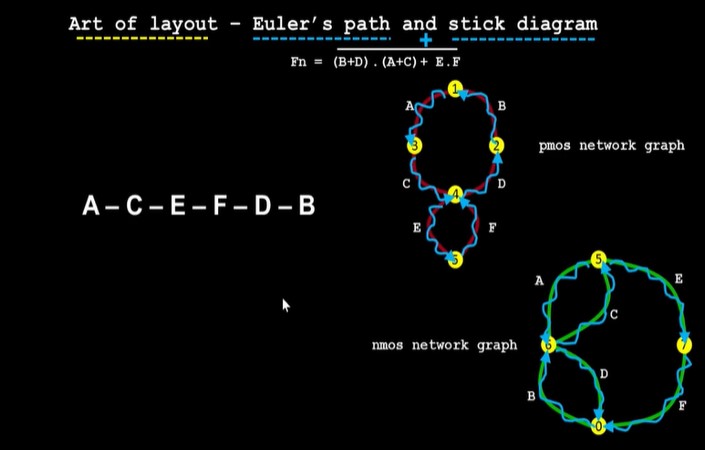 Art of layout – Euler's path and stick diagram
+
Fn = (B+D).(A+C)+ E.F
1
A
B
3
2
pmos network graph
C
D
4
A–C–E–F–D–B
E
F
5
5
A
E
C
nmos network graph
6
7
D
B
F
0